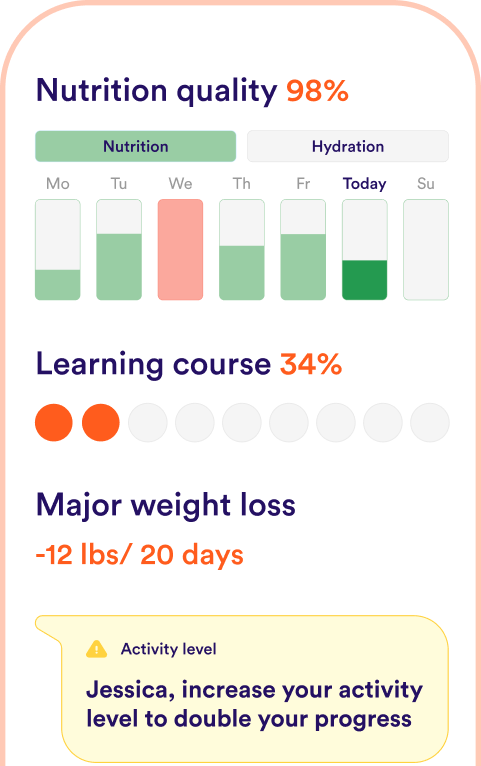 Nutrition quality 98%
Nutrition Hydration
Mo Tu We Th Fr Today Su
Learning course 34%
Major weight loss
-12 lbs/ 20 days
Activity level
Jessica, increase your activity
level to double your progress